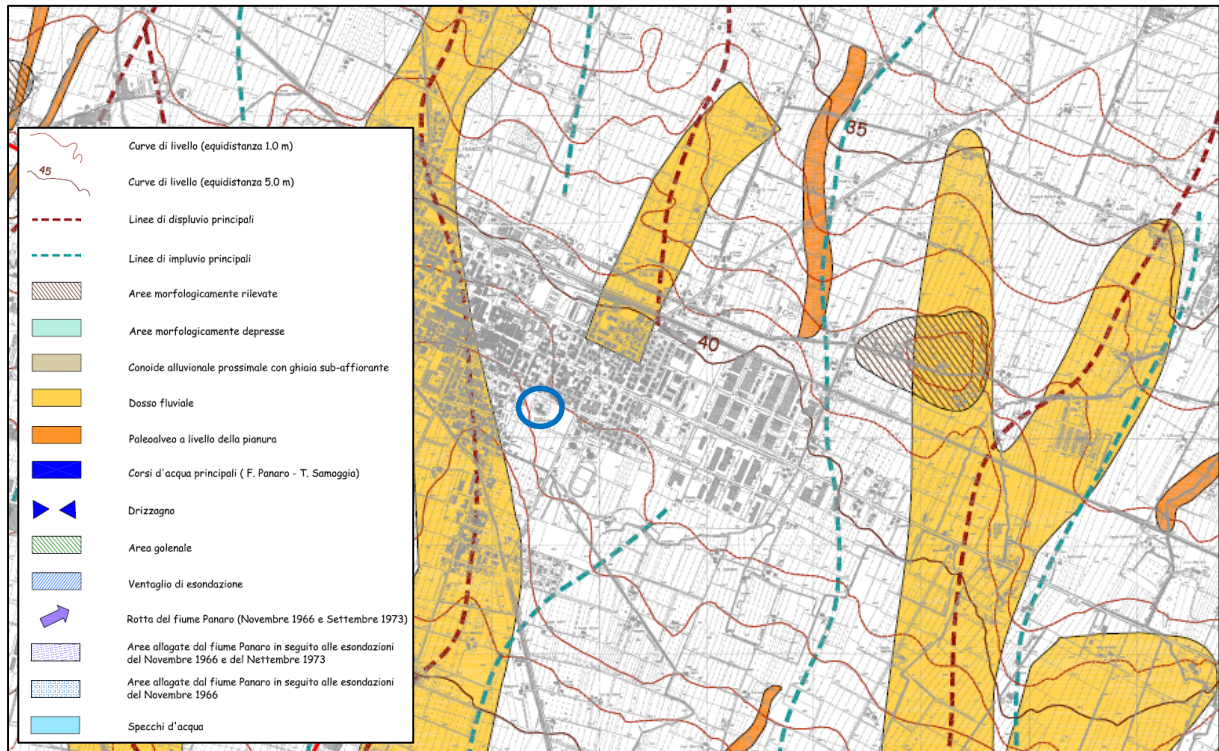 35
40
Curve di livello (equidistanza 1.0 m)
45
Curve di livello (equidistanza 5.0 m)
Linee di displuvio principali
Linee di impluvio principali
Aree morfologicamente rilevate
Aree morfologicamente depresse
Conoide alluvionale prossimale con ghiaia sub-affiorante
Dosso fluviale
Paleoalveo a livello della pianura
Corsi d'acqua principali ( F. Panaro - T. Samoggia)
Drizzagno
Area golenale
Ventaglio di esondazione
Rotta del fiume Panaro (Novembre 1966 e Settembre 1973)
Aree allagate dal fiume Panaro in seguito alle esondazioni
del Novembre 1966 e del Nettembre 1973
Aree allagate dal fiume Panaro in seguito alle esondazioni
del Novembre 1966
Specchi d'acqua